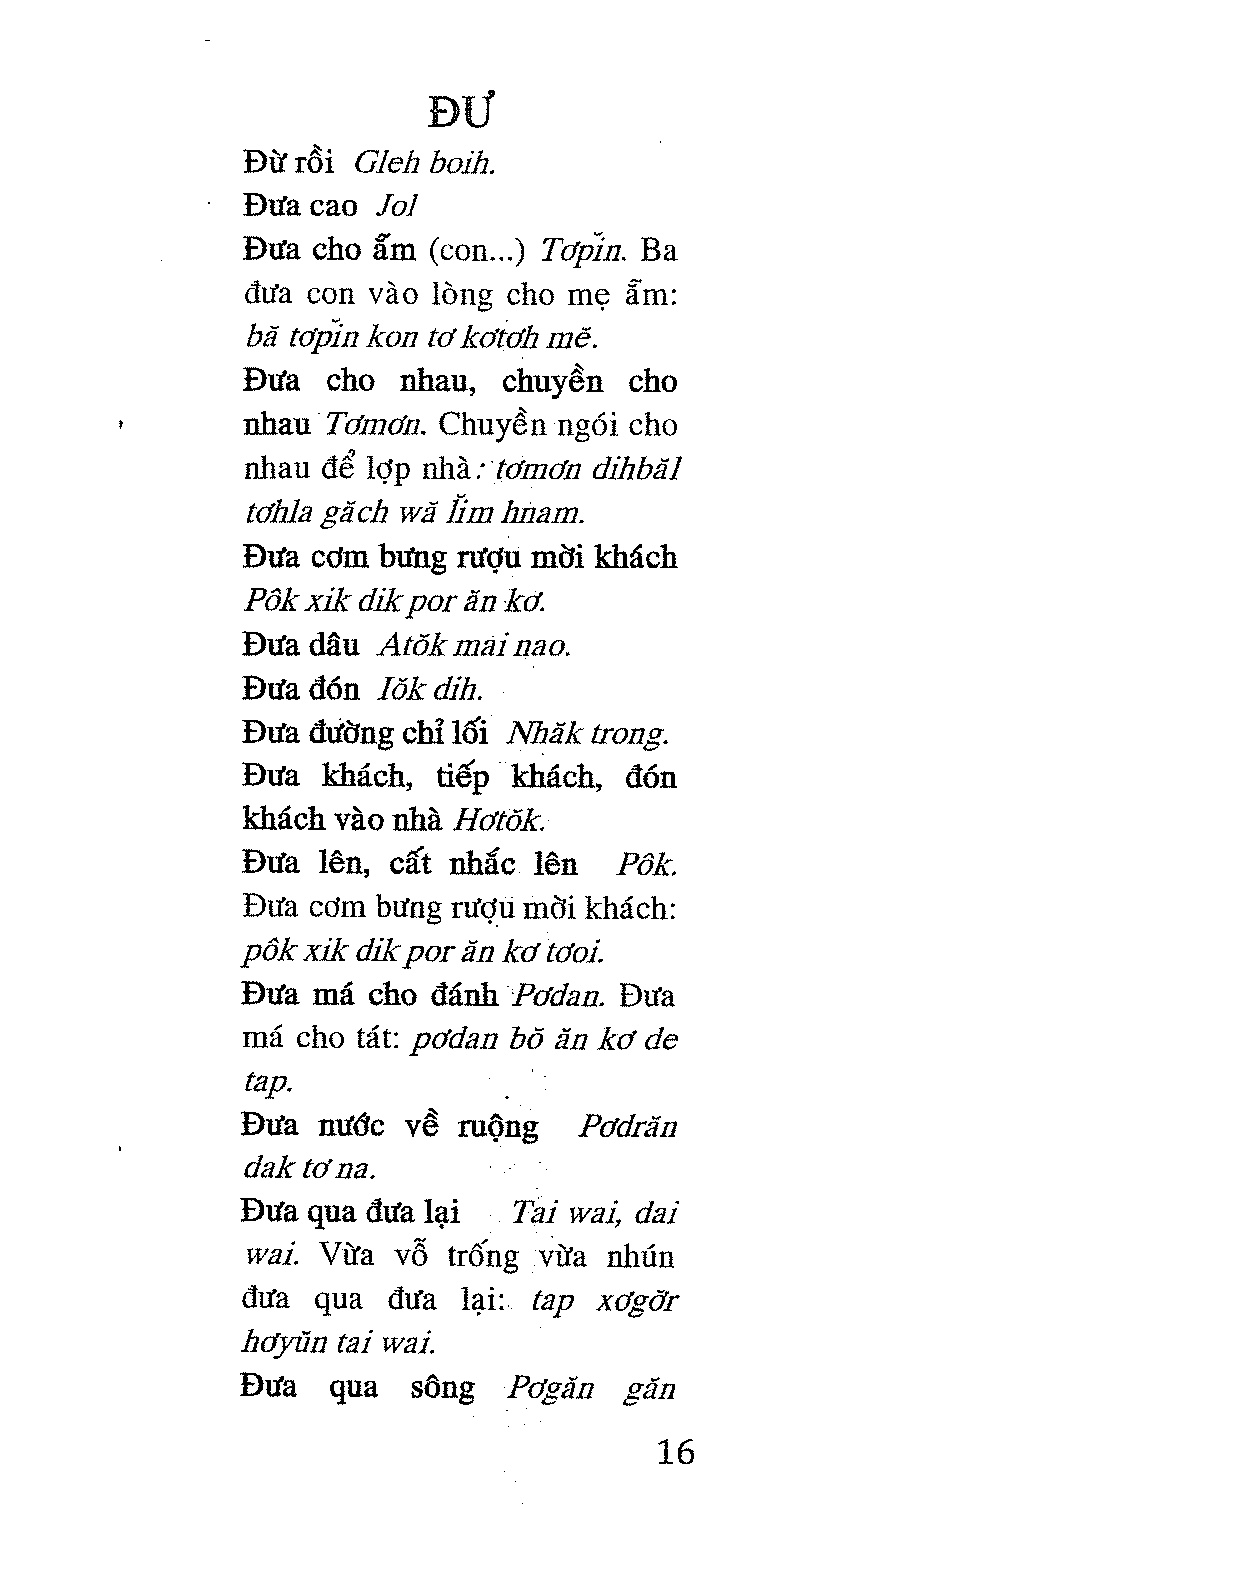 ĐƯ
Đừ rồi Gleh boih.
Đưa cao Jol
Đưa cho ẵm (con...) Tơpĭn. Ba
đưa con vào lòng cho mẹ ẵm:
bă tơpĭn kon tơ kơtơh mĕ.
Đưa cho nhau, chuyền cho
nhau Tơmơn. Chuyền ngói cho
nhau để lợp nhà: tơmơn dihbăl
tơhla găch wă lĭm hnam.
Đưa cơm bưng rượu mời khách
Pôk xik dik por ăn kơ.
Đưa dâu Atŏk mai nao.
Đưa đón Iŏk dih.
Đưa đường chỉ lối Nhăk trong.
Đưa khách, tiếp khách, đón
khách vào nhà Hơtŏk.
Đưa lên, cất nhắc lên Pôk.
Đưa cơm bưng rượu mời khách:
pôk xik dik por ăn kơ tơoi.
Đưa má cho đánh Pơdan. Đưa
má cho tát: pơdan bŏ ăn kơ de
tap.
Đưa nước về ruộng Pơdrăn
dak tơ na.
Đưa qua đưa lại Tai wai, dai
wai. Vừa vỗ trống vừa nhún
đưa qua đưa lại: tap xơgơ̆r
hơyŭn tai wai.
Đưa qua sông Pơgăn găn
16